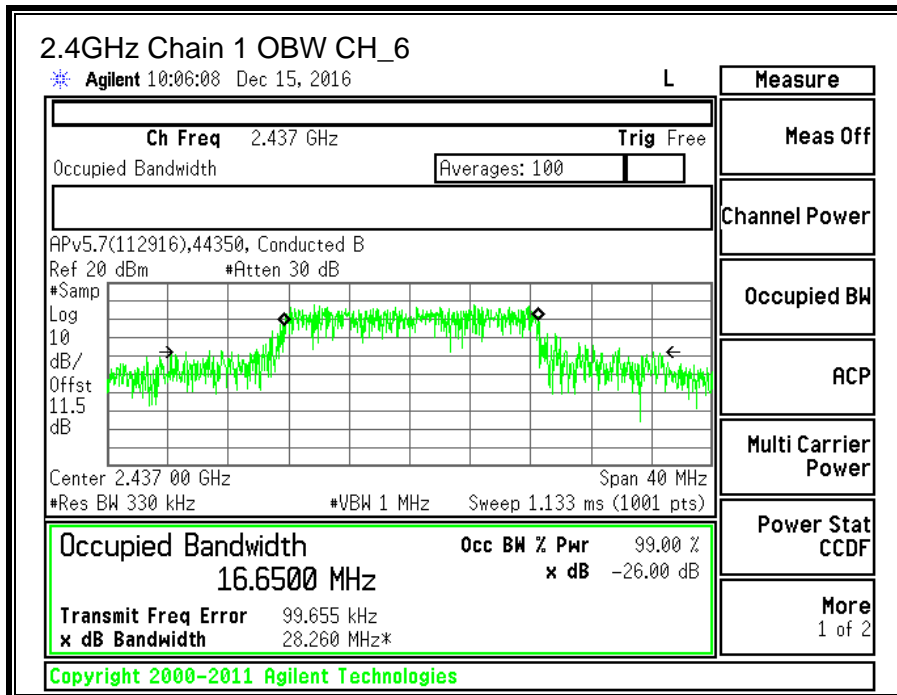 2.4GHz Chain 1 OBW CH_6
Agilent 10:06:08 Dec 15, 2016 L
Measure
Ch Freq 2.437 GHz Trig Free
Occupied Bandwidth Averages: 100
APv5.7(112916),44350, Conducted B
Ref 20 dBm #Atten 30 dB
#Samp
Log
10
dB/
Offst
11.5
dB
Center 2.437 00 GHz Span 40 MHz
#Res BW 330 kHz #VBW 1 MHz Sweep 1.133 ms (1001 pts)
Occupied Bandwidth Occ BW % Pwr 99.00 %
16.6500 MHz x dB -26.00 dB
Transmit Freq Error 99.655 kHz
x dB Bandwidth 28.260 MHz*
Copyright 2000-2011 Agilent Technologies
Meas Off
Channel Power
Occupied BW
ACP
Multi Carrier
Power
Power Stat
CCDF
More
1 of 2